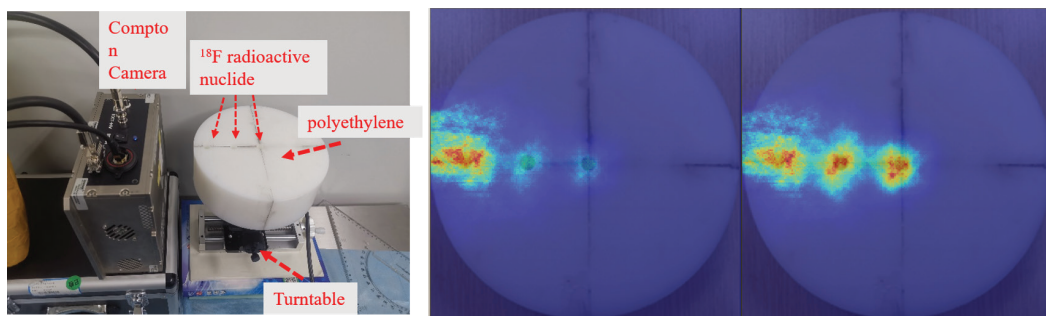 Compto
n
Camera
¹⁸F radioactive
nuclide
polyethylene
Turntable